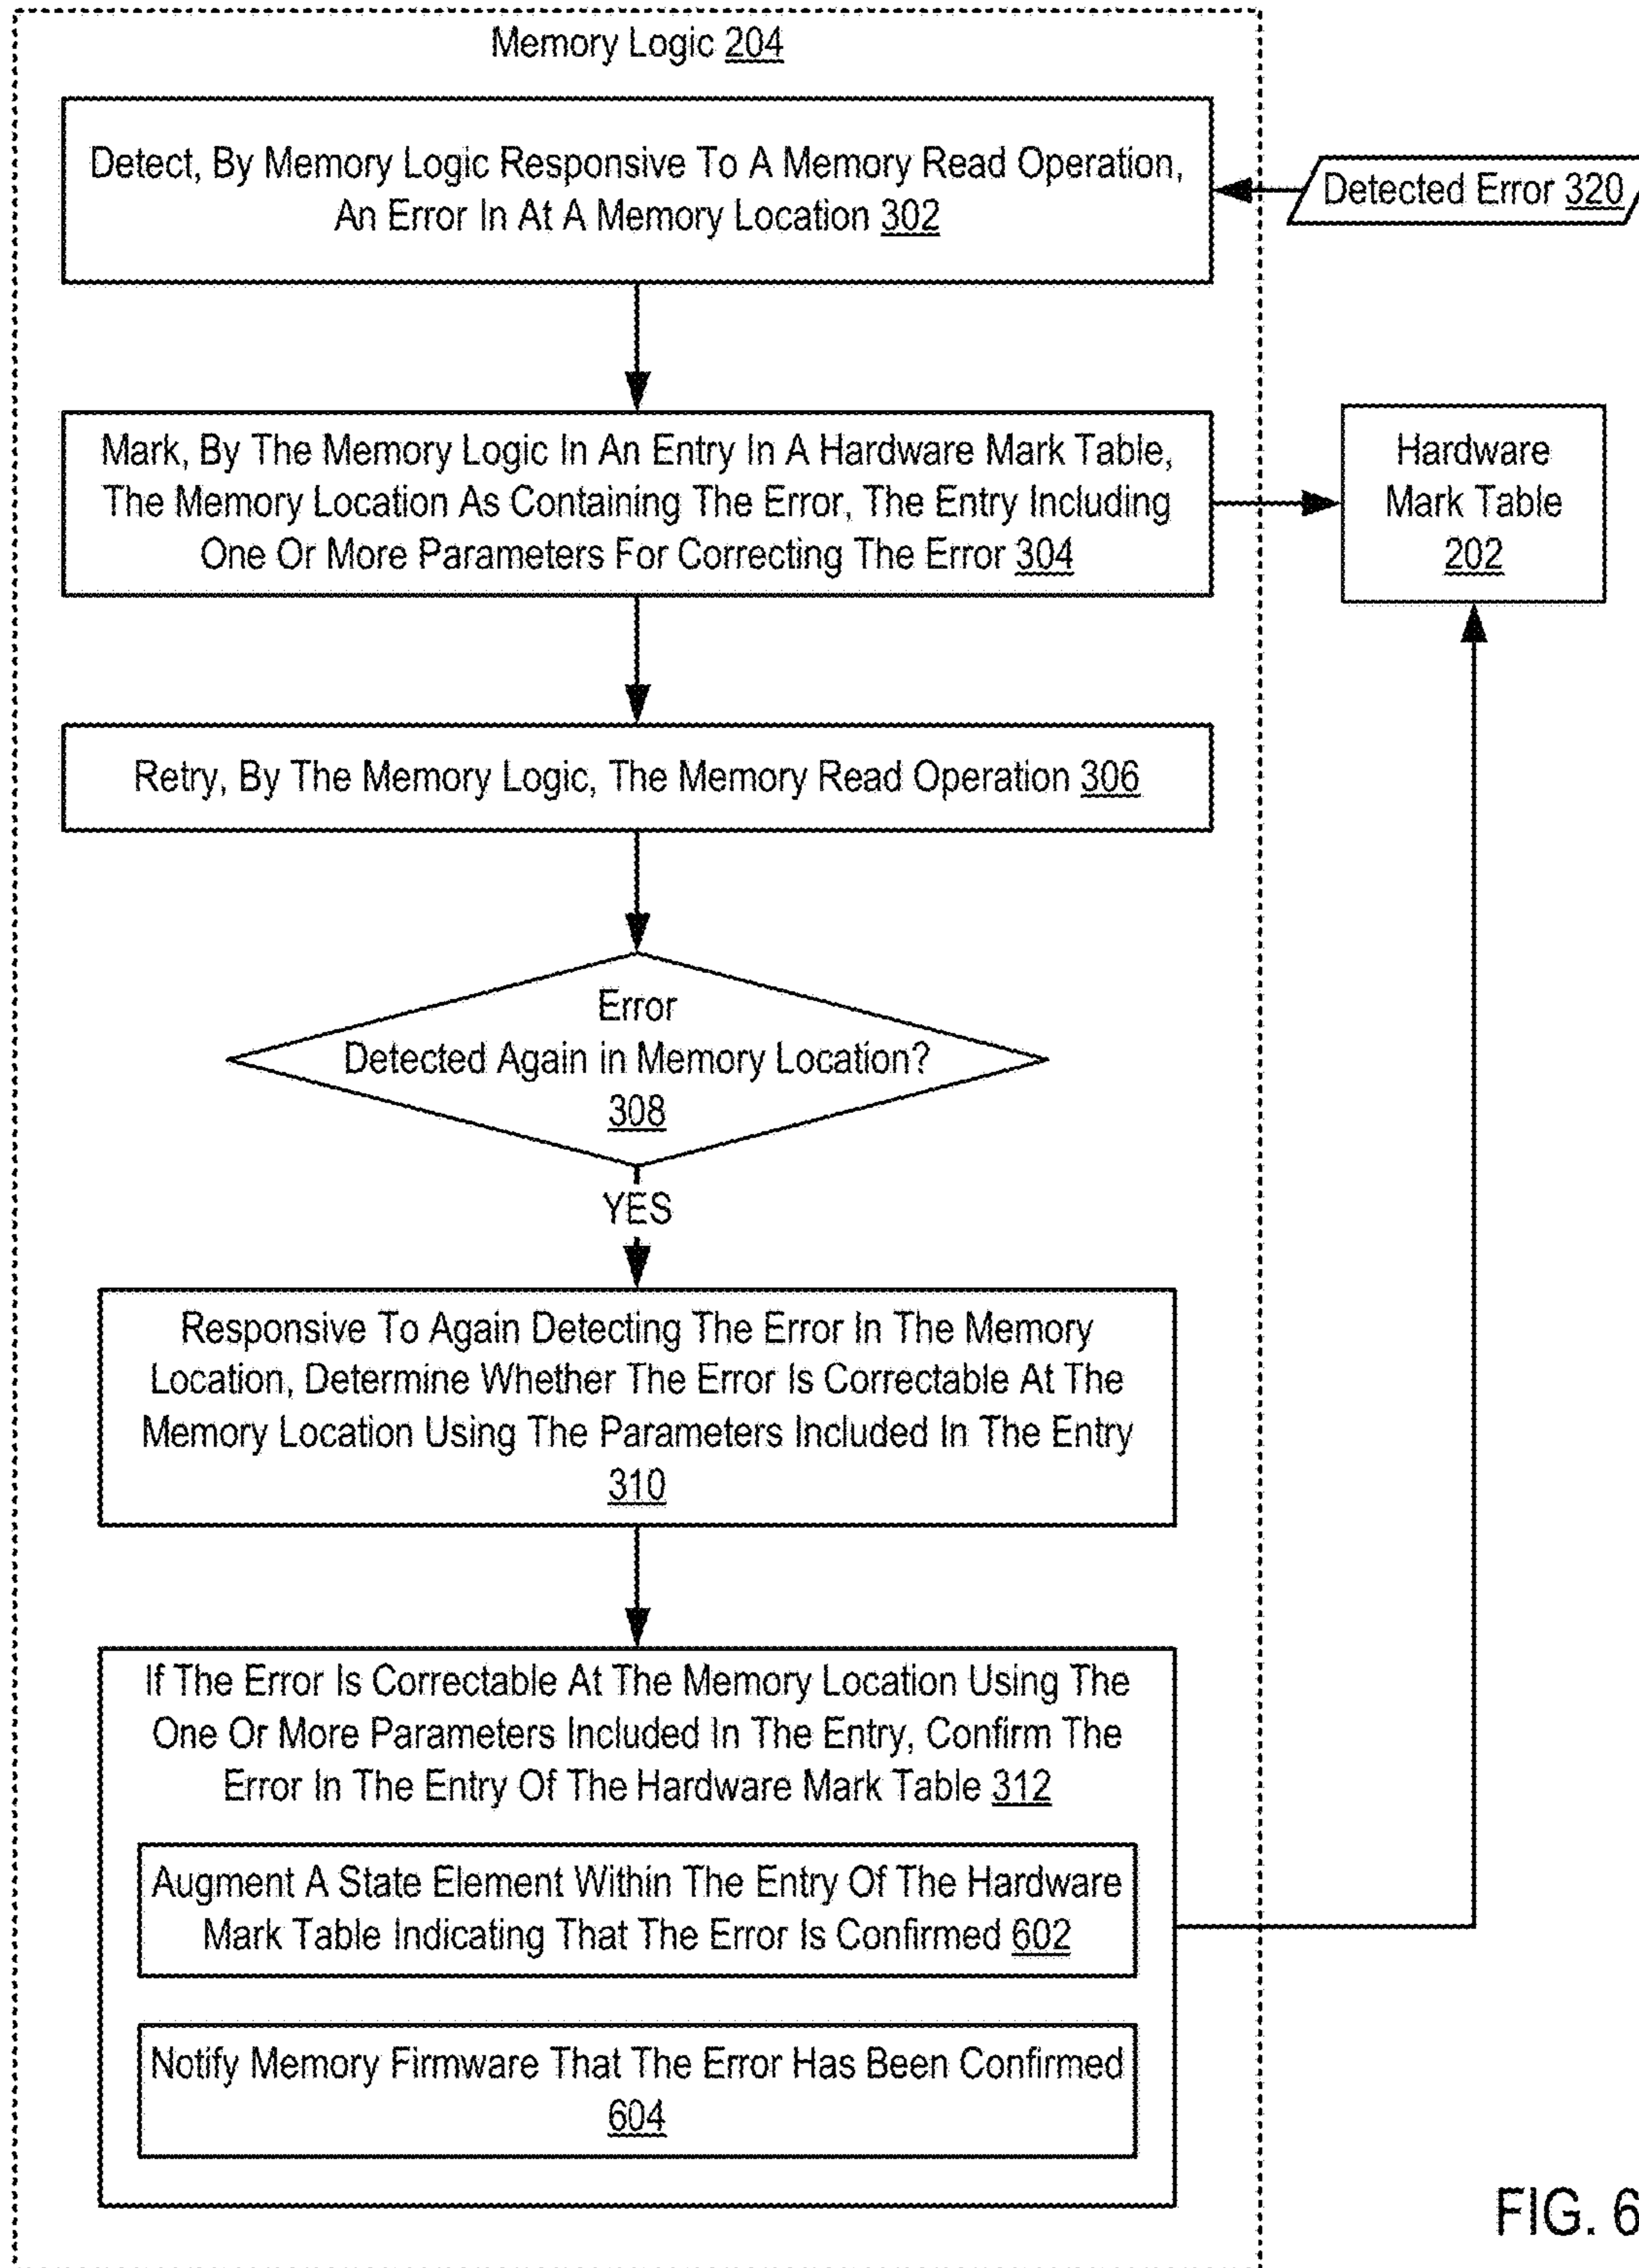 Memory Logic 204
Detect, By Memory Logic Responsive To A Memory Read Operation,
An Error In At A Memory Location 302
Detected Error 320
Mark, By The Memory Logic In An Entry In A Hardware Mark Table,
The Memory Location As Containing The Error, The Entry Including
One Or More Parameters For Correcting The Error 304
Hardware
Mark Table
202
Retry, By The Memory Logic, The Memory Read Operation 306
Error
Detected Again in Memory Location?
308
YES
Responsive To Again Detecting The Error In The Memory
Location, Determine Whether The Error Is Correctable At The
Memory Location Using The Parameters Included In The Entry
310
If The Error Is Correctable At The Memory Location Using The
One Or More Parameters Included In The Entry, Confirm The
Error In The Entry Of The Hardware Mark Table 312
Augment A State Element Within The Entry Of The Hardware
Mark Table Indicating That The Error Is Confirmed 602
Notify Memory Firmware That The Error Has Been Confirmed
604
FIG. 6